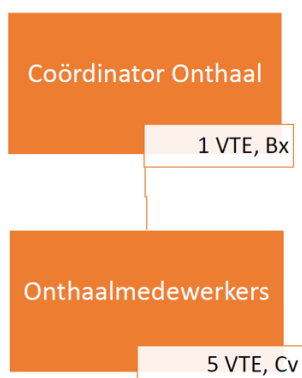 Coördinator Onthaal
1 VTE, Bx
Onthaalmedewerkers
5 VTE, Cv